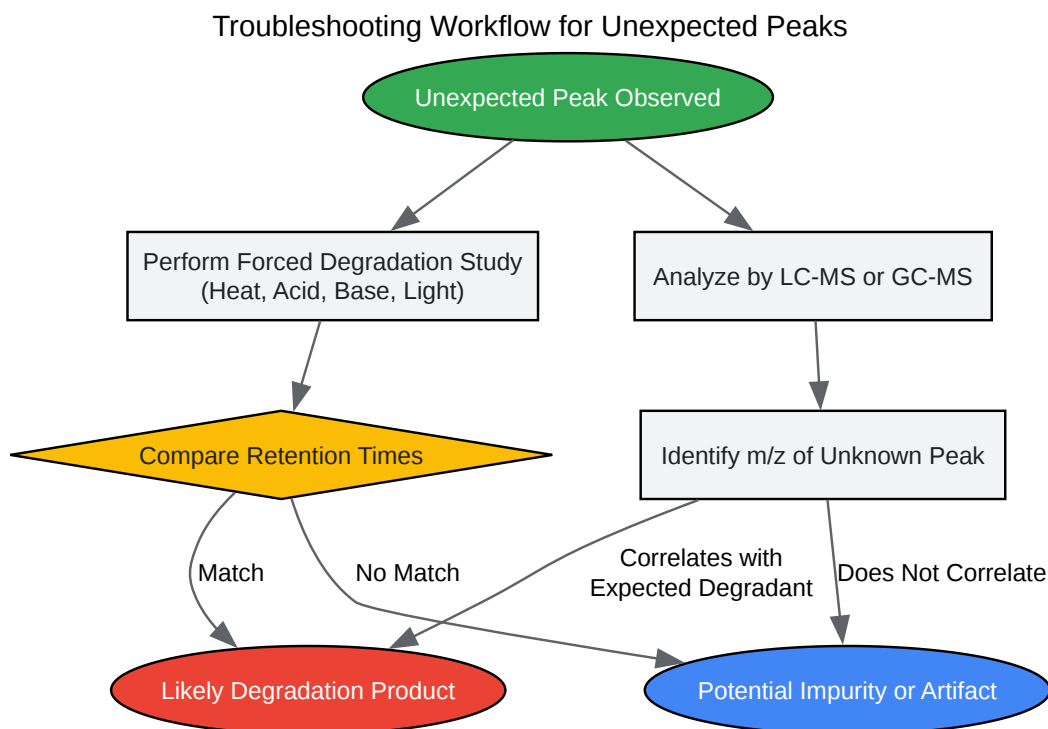 Troubleshooting Workflow for Unexpected Peaks
Unexpected Peak Observed
Perform Forced Degradation Study
(Heat, Acid, Base, Light)
Analyze by LC-MS or GC-MS
Compare Retention Times
Identify m/z of Unknown Peak
Match
No Match
Correlates with
Expected Degradant
Does Not Correlate
Likely Degradation Product
Potential Impurity or Artifact